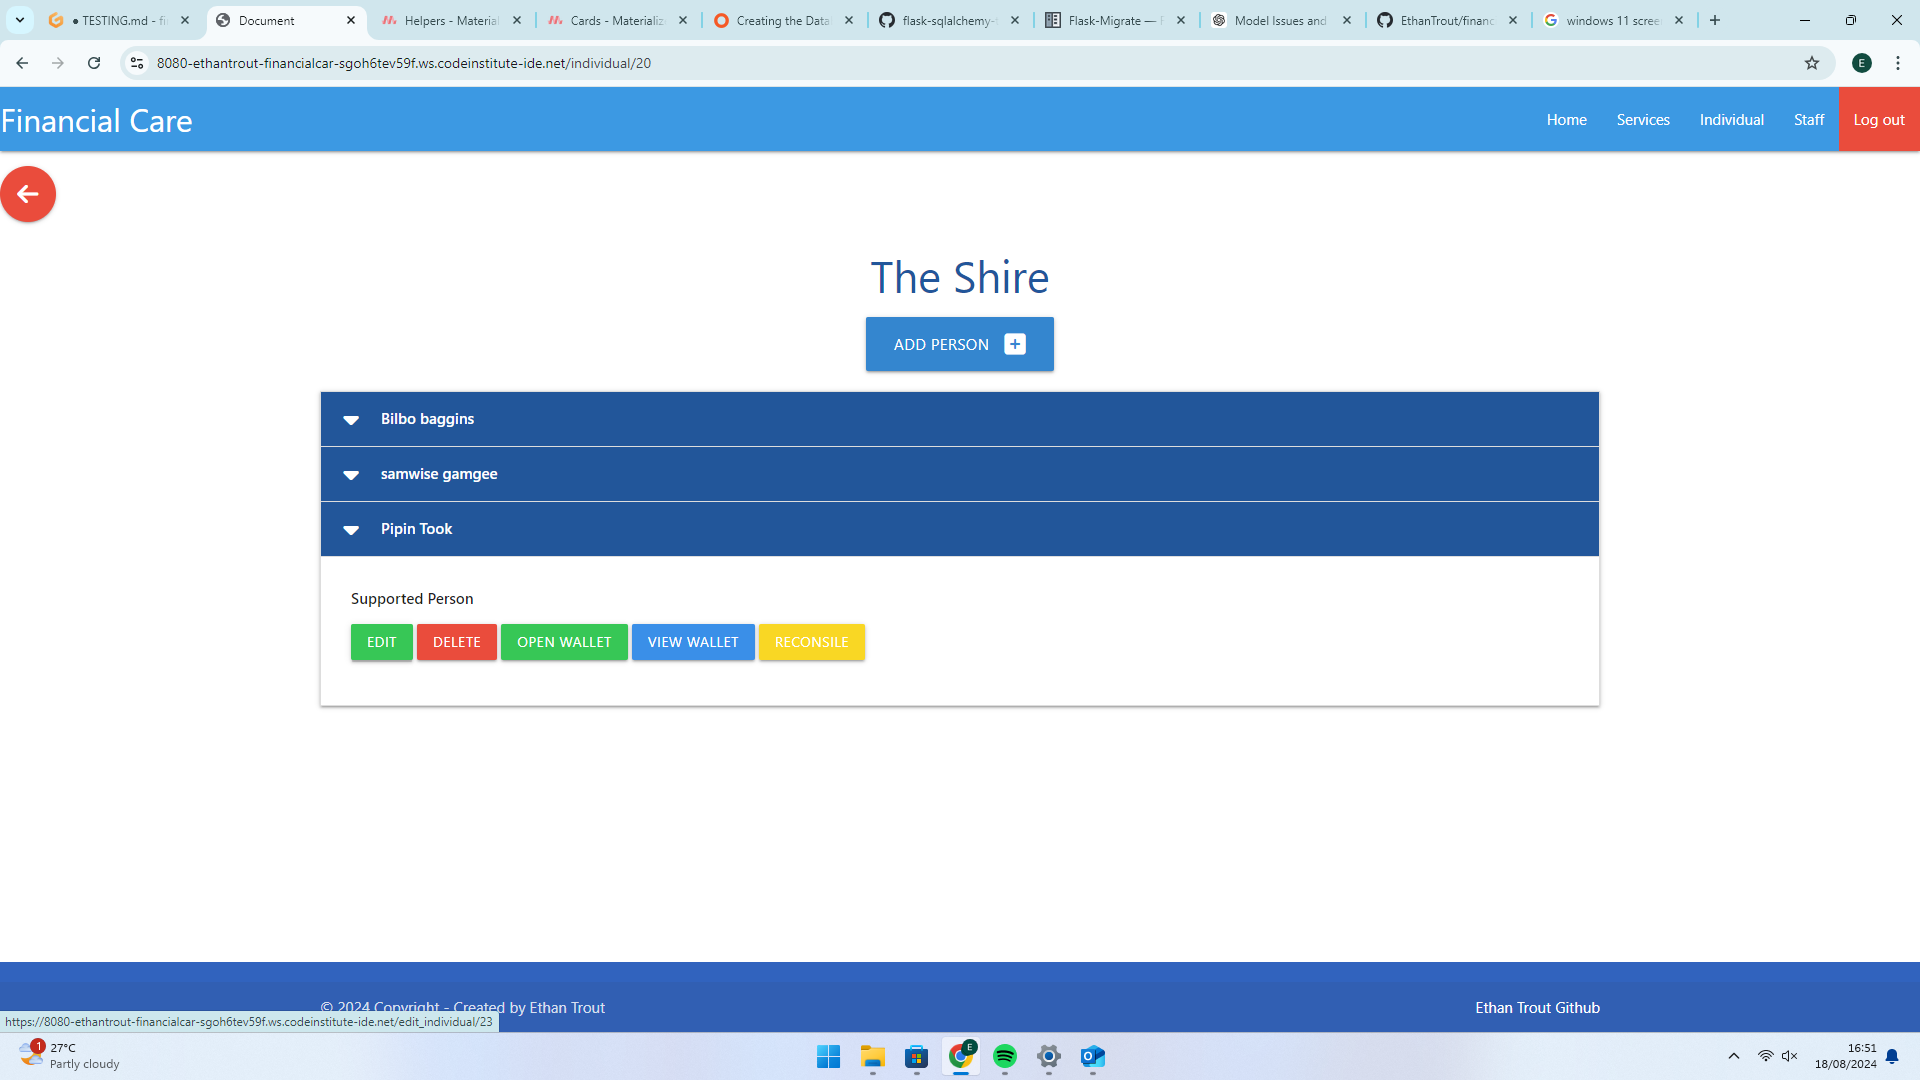 ● TESTING.md - fi
Document
Helpers - Material
Cards - Materializ
Creating the Data
flask-sqlalchemy-
Flask-Migrate —
Model Issues and
EthanTrout/financ
windows 11 scree
8080-ethantrout-financialcar-sgoh6tev59f.ws.codeinstitute-ide.net/individual/20
E
Financial Care
Home
Services
Individual
Staff
Log out
The Shire
ADD PERSON
Bilbo baggins
samwise gamgee
Pipin Took
Supported Person
EDIT
DELETE
OPEN WALLET
VIEW WALLET
RECONSILE
© 2024 Copyright - Created by Ethan Trout
Ethan Trout Github
https://8080-ethantrout-financialcar-sgoh6tev59f.ws.codeinstitute-ide.net/edit_individual/23
1
27°C
Partly cloudy
E
16:51
18/08/2024